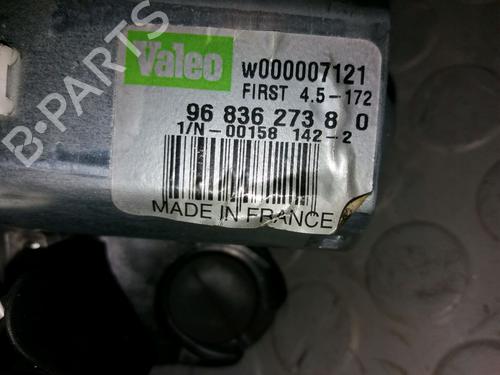 Valeo
W000007121
FIRST 4.5-172
96 836 273 8 0
1/N-00158 142-2
MADE IN FRANCE
B-PARTS